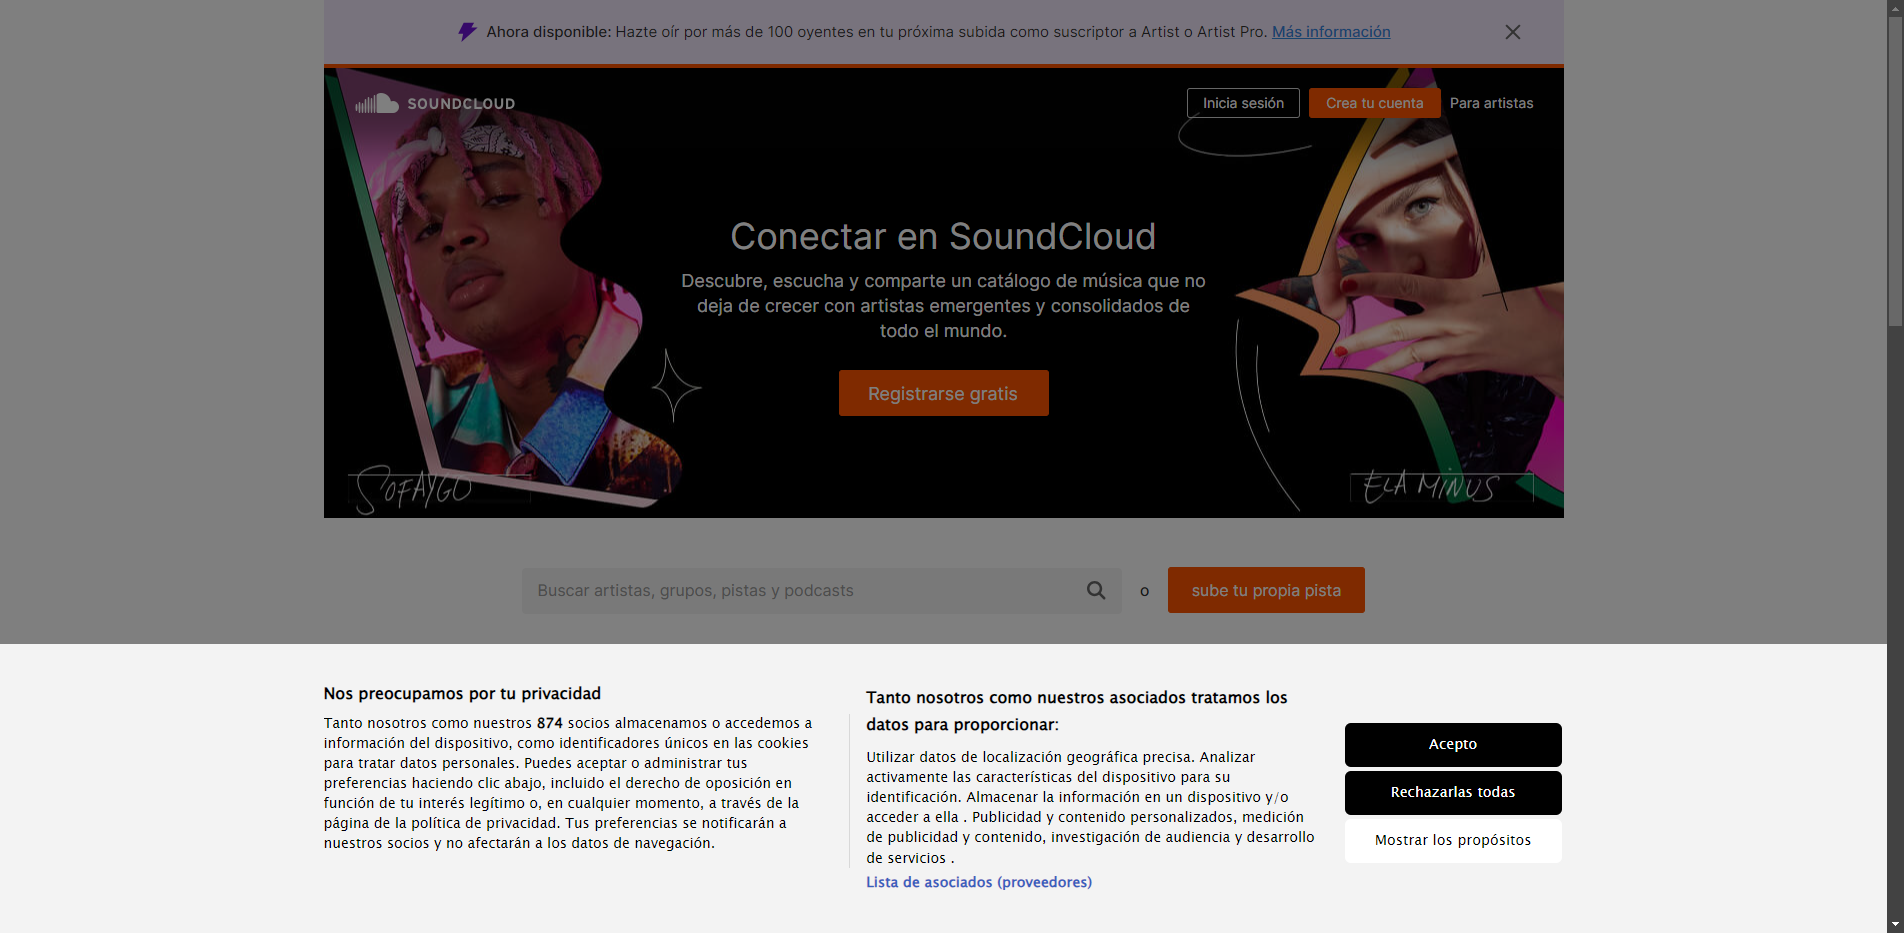 Ahora disponible: Hazte oír por más de 100 oyentes en tu próxima subida como suscriptor a Artist o Artist Pro. Más información
SOUNDCLOUD
Inicia sesión
Crea tu cuenta
Para artistas
Conectar en SoundCloud
Descubre, escucha y comparte un catálogo de música que no
deja de crecer con artistas emergentes y consolidados de
todo el mundo.
Registrarse gratis
SOFAYGO
ELA MINUS
Buscar artistas, grupos, pistas y podcasts
o
sube tu propia pista
Nos preocupamos por tu privacidad
Tanto nosotros como nuestros 874 socios almacenamos o accedemos a
información del dispositivo, como identificadores únicos en las cookies
para tratar datos personales. Puedes aceptar o administrar tus
preferencias haciendo clic abajo, incluido el derecho de oposición en
función de tu interés legítimo o, en cualquier momento, a través de la
página de la política de privacidad. Tus preferencias se notificarán a
nuestros socios y no afectarán a los datos de navegación.
Tanto nosotros como nuestros asociados tratamos los
datos para proporcionar:
Utilizar datos de localización geográfica precisa. Analizar
activamente las características del dispositivo para su
identificación. Almacenar la información en un dispositivo y/o
acceder a ella . Publicidad y contenido personalizados, medición
de publicidad y contenido, investigación de audiencia y desarrollo
de servicios .
Lista de asociados (proveedores)
Acepto
Rechazarlas todas
Mostrar los propósitos